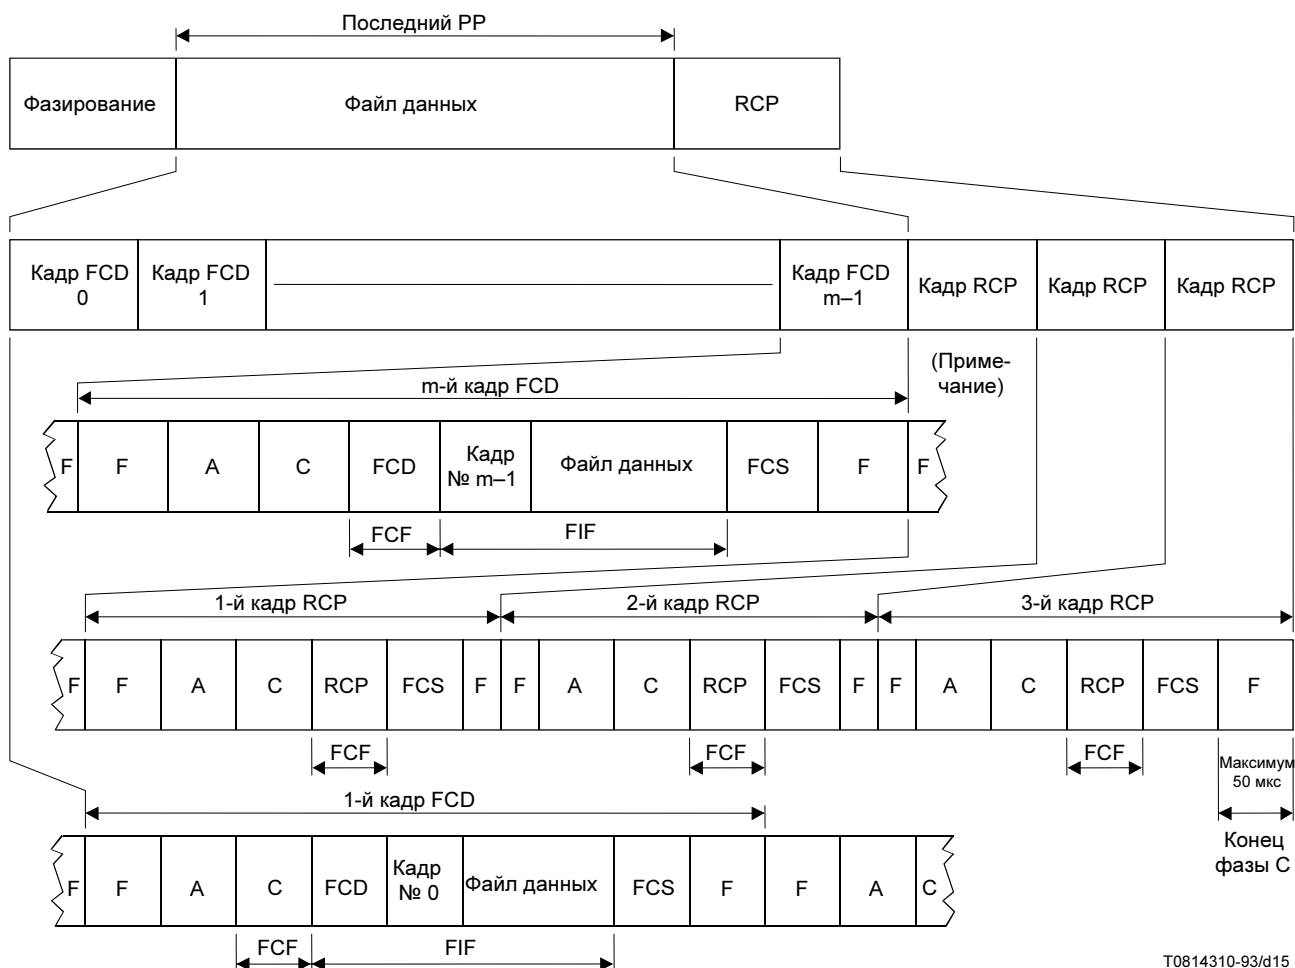 Последний PP
Фазирование
Файл данных
RCP
Кадр FCD
0
Кадр FCD
1
Кадр FCD
m–1
Кадр RCP
Кадр RCP
Кадр RCP
(Приме-
чание)
m-й кадр FCD
F
F
A
C
FCD
Кадр
№ m–1
Файл данных
FCS
F
F
FCF
FIF
1-й кадр RCP
2-й кадр RCP
3-й кадр RCP
F
F
A
C
RCP
FCS
F
F
A
C
RCP
FCS
F
F
A
C
RCP
FCS
F
FCF
FCF
FCF
Максимум
50 мкс
1-й кадр FCD
Конец
фазы C
F
F
A
C
FCD
Кадр
№ 0
Файл данных
FCS
F
F
A
C
FCF
FIF
T0814310-93/d15